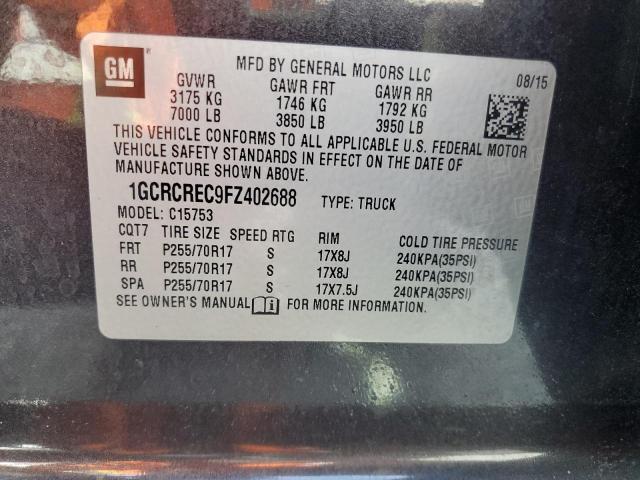 GM
MFD BY GENERAL MOTORS LLC 08/15
GVWR GAWR FRT GAWR RR
3175 KG 1746 KG 1792 KG
7000 LB 3850 LB 3950 LB
THIS VEHICLE CONFORMS TO ALL APPLICABLE U.S. FEDERAL MOTOR
VEHICLE SAFETY STANDARDS IN EFFECT ON THE DATE OF
MANUFACTURE SHOWN ABOVE.
1GCRCREC9FZ402688 TYPE: TRUCK
MODEL: C15753
CQT7 TIRE SIZE SPEED RTG RIM COLD TIRE PRESSURE
FRT P255/70R17 S 17X8J 240KPA(35PSI)
RR P255/70R17 S 17X8J 240KPA(35PSI)
SPA P255/70R17 S 17X7.5J 240KPA(35PSI)
SEE OWNER'S MANUAL FOR MORE INFORMATION.